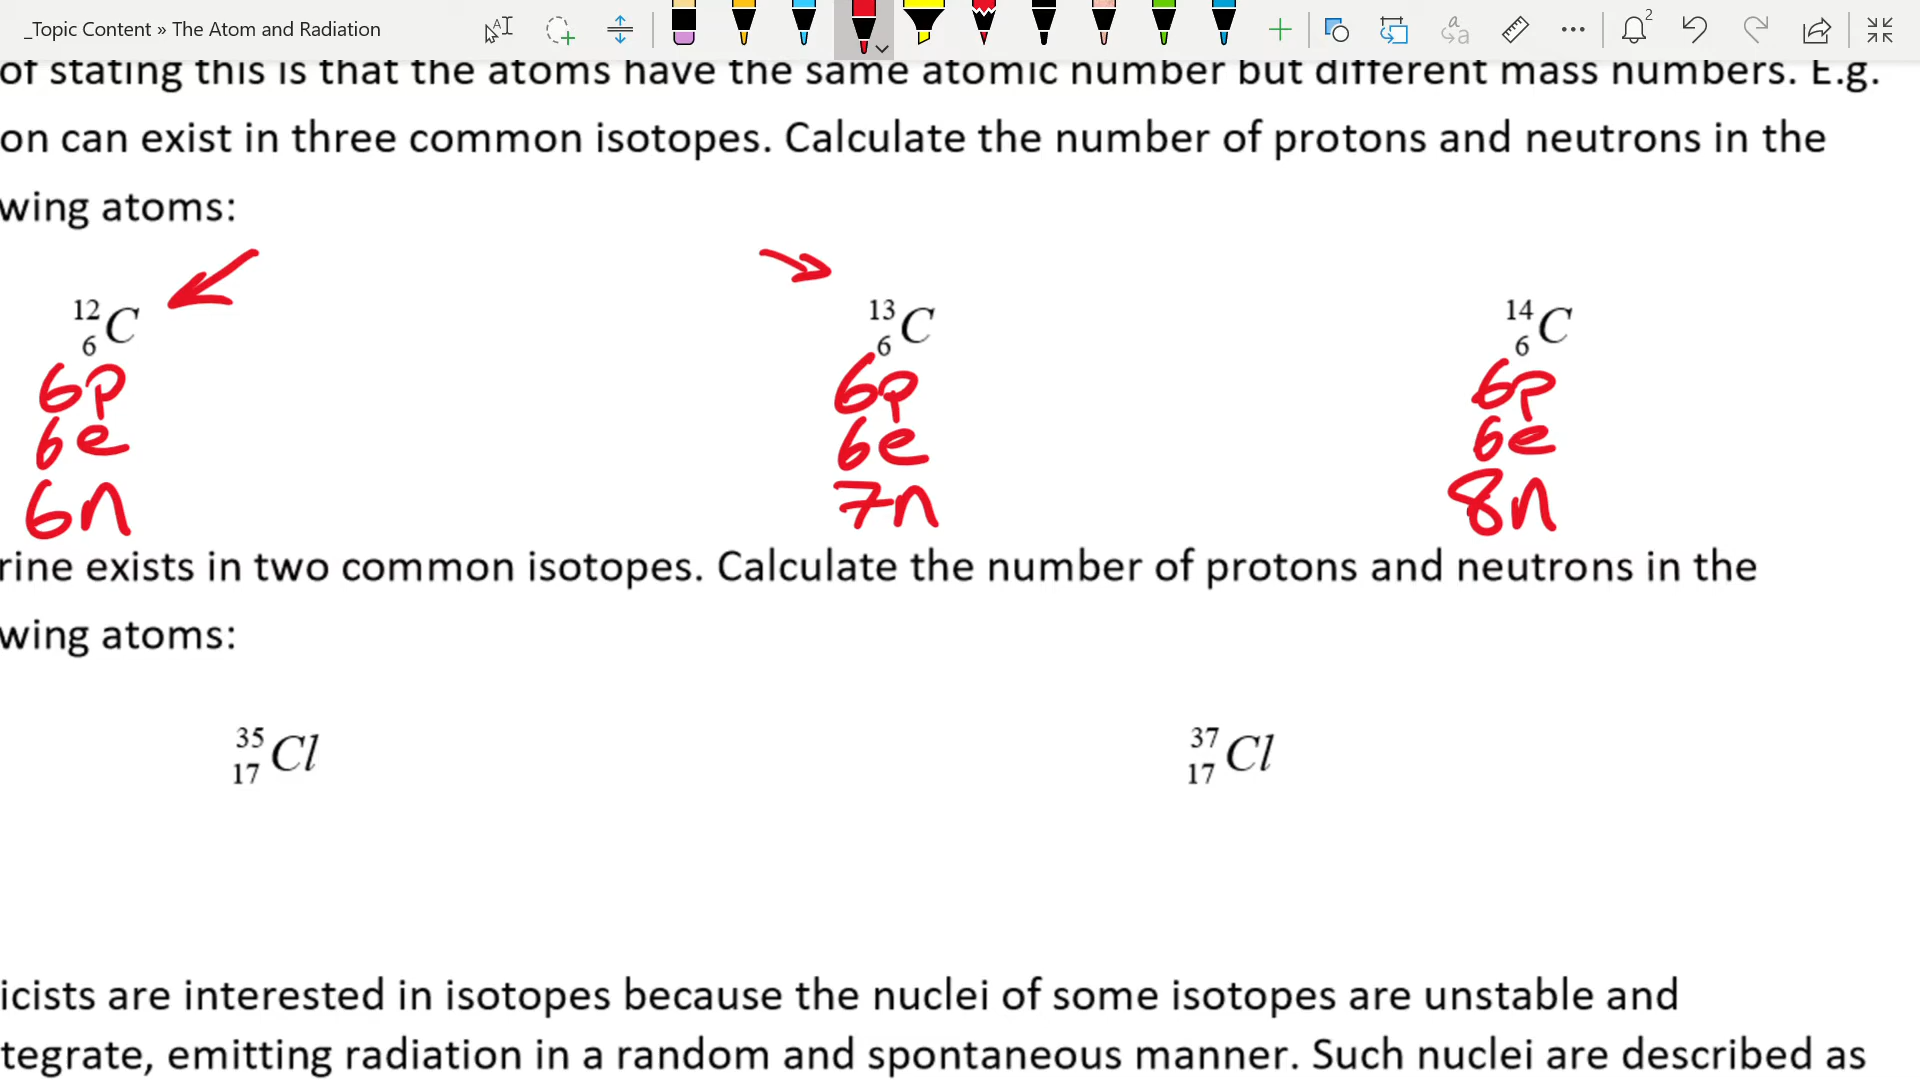 _Topic Content » The Atom and Radiation
2
of stating this is that the atoms have the same atomic number but different mass numbers. E.g.
on can exist in three common isotopes. Calculate the number of protons and neutrons in the
wing atoms:
12 6 C 13 6 C 14 6 C
6p 6p 6p
6e 6e 6e
6n 7n 8n
rine exists in two common isotopes. Calculate the number of protons and neutrons in the
wing atoms:
35 17 Cl 37 17 Cl
icists are interested in isotopes because the nuclei of some isotopes are unstable and
tegrate, emitting radiation in a random and spontaneous manner. Such nuclei are described as